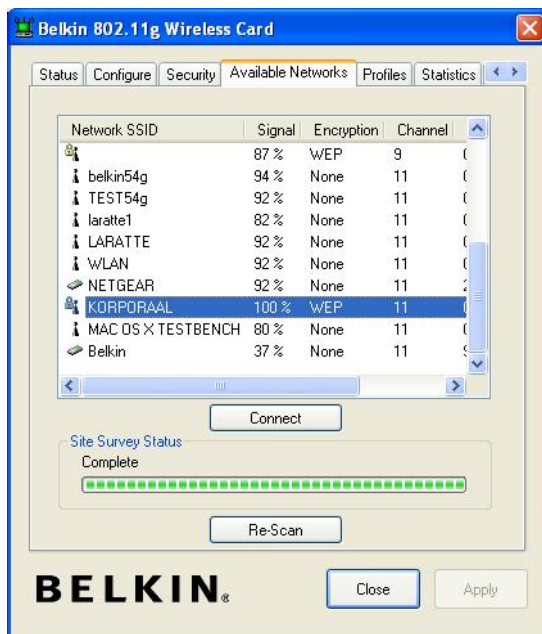 Belkin 802.11g Wireless Card
Status Configure Security Available Networks Profiles Statistics
Network SSID Signal Encryption Channel
87 % WEP 9
belkin54g 94 % None 11
TEST54g 92 % None 11
laratte1 82 % None 11
LARATTE 92 % None 11
WLAN 92 % None 11
NETGEAR 92 % None 11
KORPORAAL 100 % WEP 11
MAC OS X TESTBENCH 80 % None 11
Belkin 37 % None 11
Connect
Site Survey Status
Complete
Re-Scan
BELKIN® Close Apply